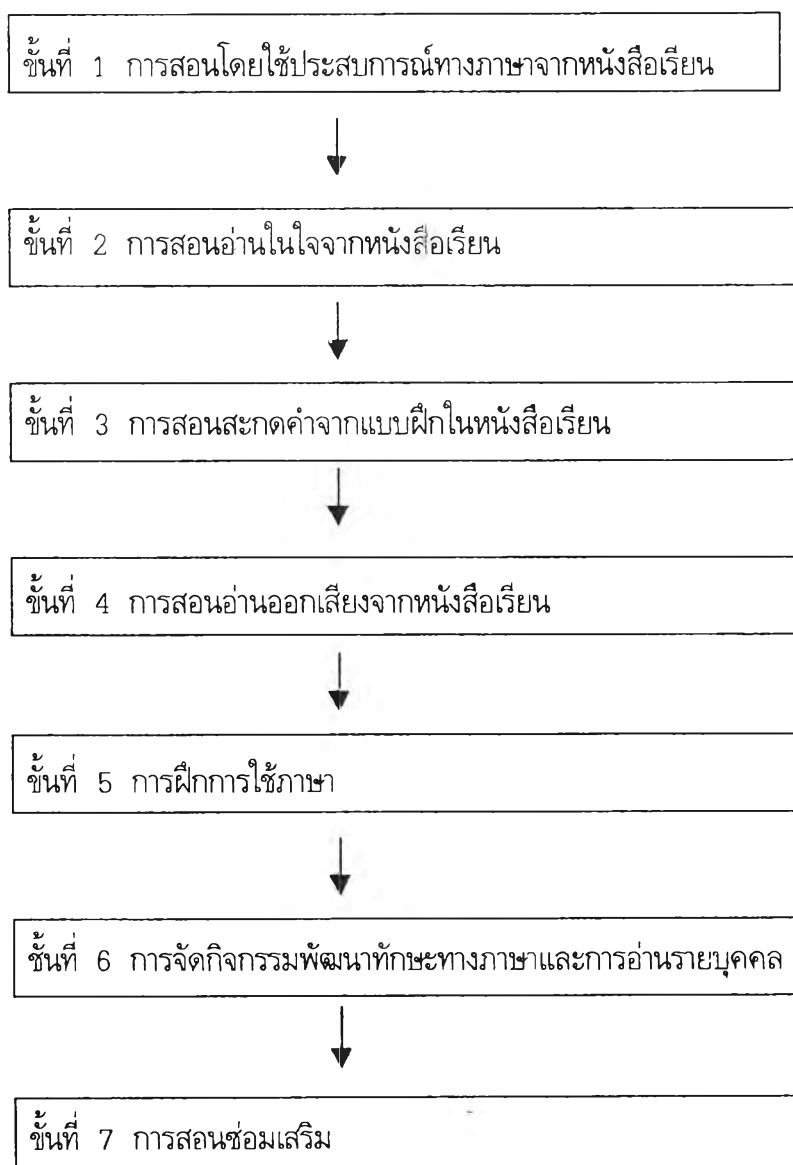 ขั้นที่ 1 การสอนโดยใช้ประสบการณ์ทางภาษาจากหนังสือเรียน
ขั้นที่ 2 การสอนอ่านในใจจากหนังสือเรียน
ขั้นที่ 3 การสอนสะกดคำจากแบบฝึกในหนังสือเรียน
ขั้นที่ 4 การสอนอ่านออกเสียงจากหนังสือเรียน
ขั้นที่ 5 การฝึกการใช้ภาษา
ขั้นที่ 6 การจัดกิจกรรมพัฒนาทักษะทางภาษาและการอ่านรายบุคคล
ขั้นที่ 7 การสอนซ่อมเสริม